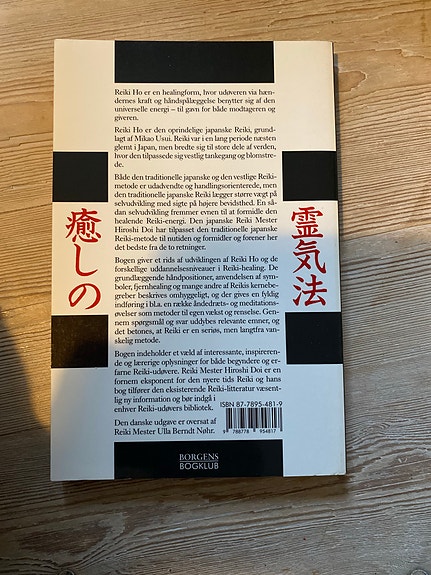 Reiki Ho er en healingform, hvor udøveren via hæn-
dernes kraft og håndspålæggelse benytter sig af den
universelle energi – til gavn for både modtageren og
giveren.
Reiki Ho er den oprindelige japanske Reiki, grund-
lagt af Mikao Usui. Reiki var i en lang periode næsten
glemt i Japan, men bredte sig til store dele af verden,
hvor den tilpassede sig vestlig tankegang og blomstre-
de.
Både den traditionelle japanske og den vestlige Reiki-
metode er udadvendte og handlingsorienterede, men
den traditionelle japanske Reiki lægger større vægt på
selvudvikling med sigte på højere bevidsthed. En så-
dan selvudvikling fremmer evnen til at formidle den
healende Reiki-energi. Den japanske Reiki Mester
Hiroshi Doi har tilpasset den traditionelle japanske
Reiki-metode til nutiden og formidler og forener her
det bedste fra de to retninger.
Bogen giver et rids af udviklingen af Reiki Ho og de
forskellige uddannelsesniveauer i Reiki-healing. De
grundlæggende håndpositioner, anvendelsen af sym-
boler, fjernhealing og mange andre af Reikis kernebe-
greber beskrives omhyggeligt, og der gives en fyldig
indføring i bl.a. en række åndedræts- og meditations-
øvelser som metoder til egen vækst og renselse. Gen-
nem spørgsmål og svar uddybes relevante emner, og
det betones, at Reiki er en seriøs, men langtfra van-
skelig metode.
Bogen indeholder et væld af interessante, inspireren-
de og lærerige oplysninger for både begyndere og er-
farne Reiki-udøvere. Reiki Mester Hiroshi Doi er en
fornem eksponent for den nyere tids Reiki og hans
bog tilfører den eksisterende Reiki-litteratur væsent-
lig ny information og bør indgå i
enhver Reiki-udøvers bibliotek.
Den danske udgave er oversat af
Reiki Mester Ulla Berndt Nøhr.
ISBN 87-7895-481-9
9 788778 954817
BORGENS
BOGKLUB
霊気法
癒しの